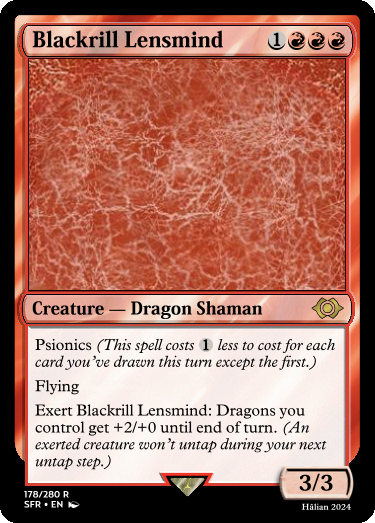 Blackrill Lensmind 1
Creature — Dragon Shaman
Psionics (This spell costs 1 less to cost for each
card you've drawn this turn except the first.)
Flying
Exert Blackrill Lensmind: Dragons you
control get +2/+0 until end of turn. (An
exerted creature won't untap during your next
untap step.)
3/3
178/280 R
SFR • EN
Hálian 2024